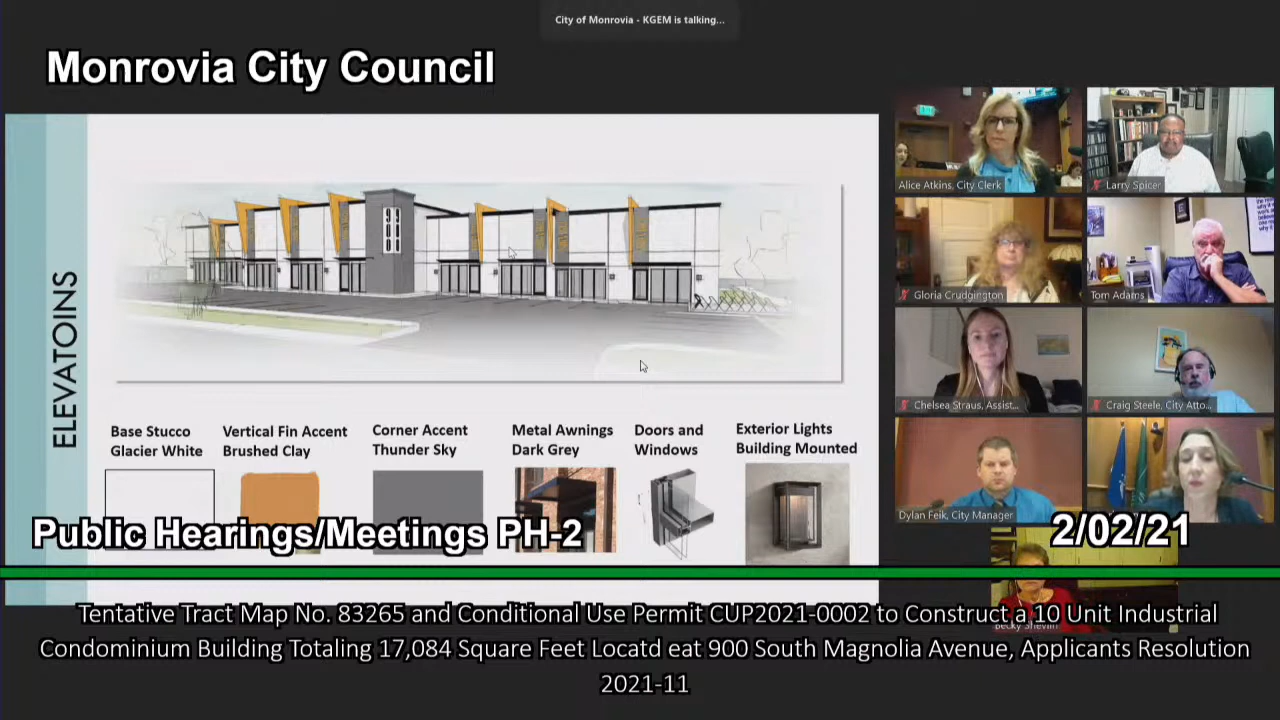 City of Monrovia - KGEM is talking...
Monrovia City Council
ELEVATOINS
Base Stucco
Glacier White
Vertical Fin Accent
Brushed Clay
Corner Accent
Thunder Sky
Metal Awnings
Dark Grey
Doors and
Windows
Exterior Lights
Building Mounted
Alice Atkins, City Clerk
Larry Spicer
Gloria Crudgington
Tom Adams
Chelsea Straus, Assist...
Craig Steele, City Atto...
Dylan Feik, City Manager
Becky Shevlin
Public Hearings/Meetings PH-2
2/02/21
Tentative Tract Map No. 83265 and Conditional Use Permit CUP2021-0002 to Construct a 10 Unit Industrial
Condominium Building Totaling 17,084 Square Feet Locatd eat 900 South Magnolia Avenue, Applicants Resolution
2021-11